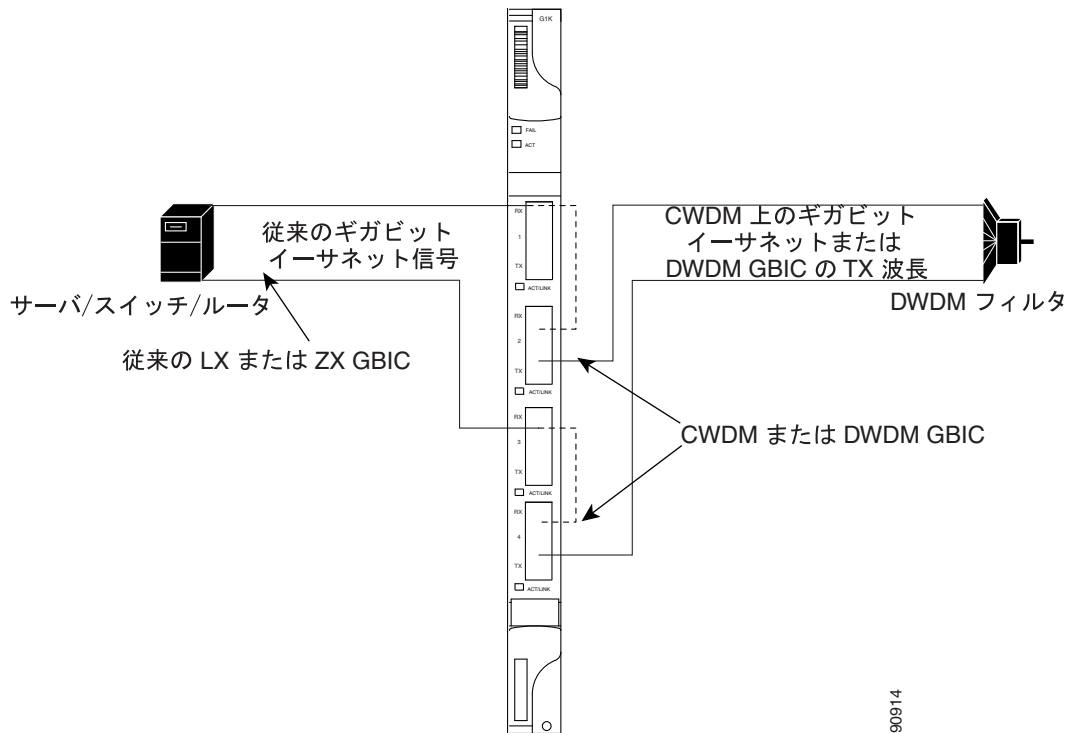 G1K
FAIL
ACT
従来のギガビット
イーサネット信号
サーバ/スイッチ/ルータ
従来の LX または ZX GBIC
RX
1
TX
ACT/LINK
RX
2
TX
ACT/LINK
RX
3
TX
ACT/LINK
RX
4
TX
ACT/LINK
CWDM 上のギガビット
イーサネットまたは
DWDM GBIC の TX 波長
DWDM フィルタ
CWDM または DWDM GBIC
90914